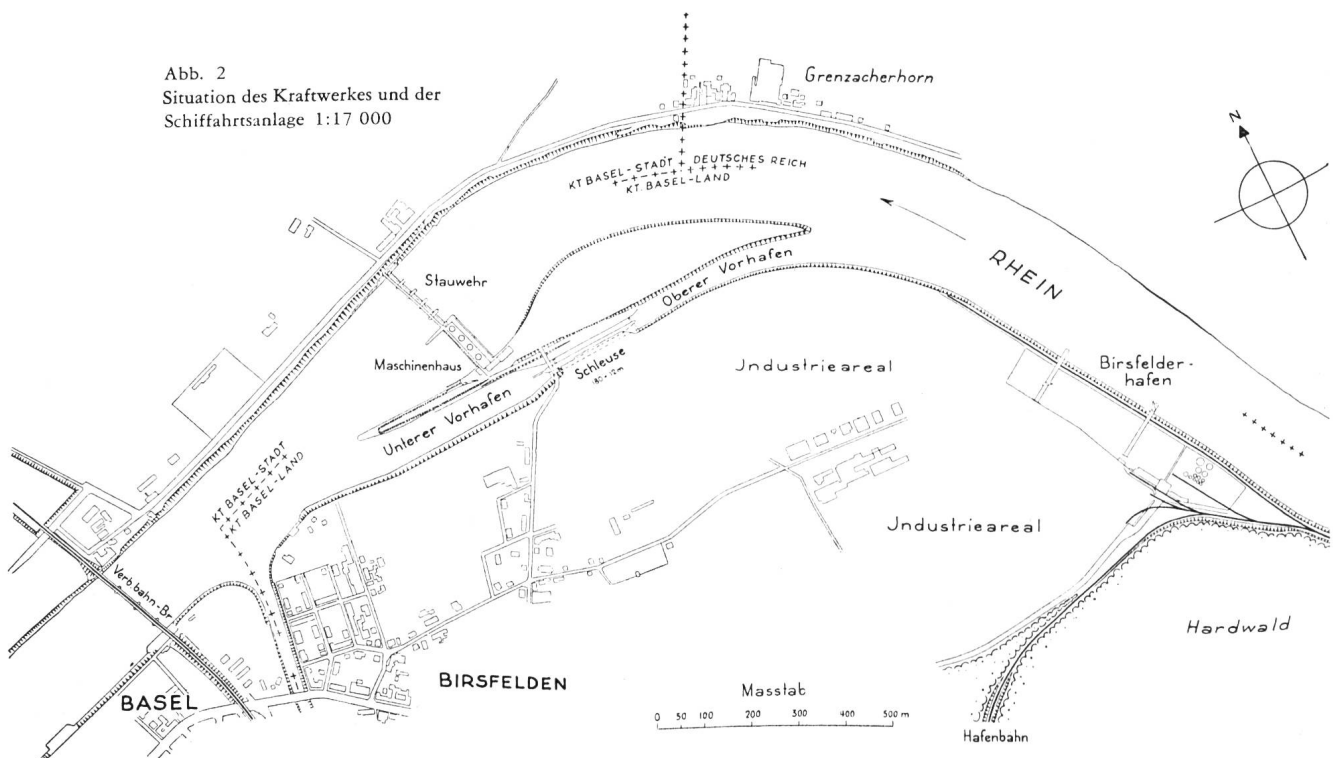 Abb. 2
Situation des Kraftwerkes und der
Schiffahrtsanlage 1:17 000
Grenzacherhorn
N
KT. BASEL-STADT
DEUTSCHES REICH
KT. BASEL-LAND
RHEIN
Stauwehr
Oberer Vorhafen
Maschinenhaus
Schleuse
180×12m
Jndustrieareal
Birsfelder-
hafen
Unterer Vorhafen
KT. BASEL-STADT
KT. BASEL-LAND
Jndustrieareal
Verb.bahn-Br.
Hardwald
BIRSFELDEN
BASEL
Masstab
0 50 100 200 300 400 500 m
Hafenbahn